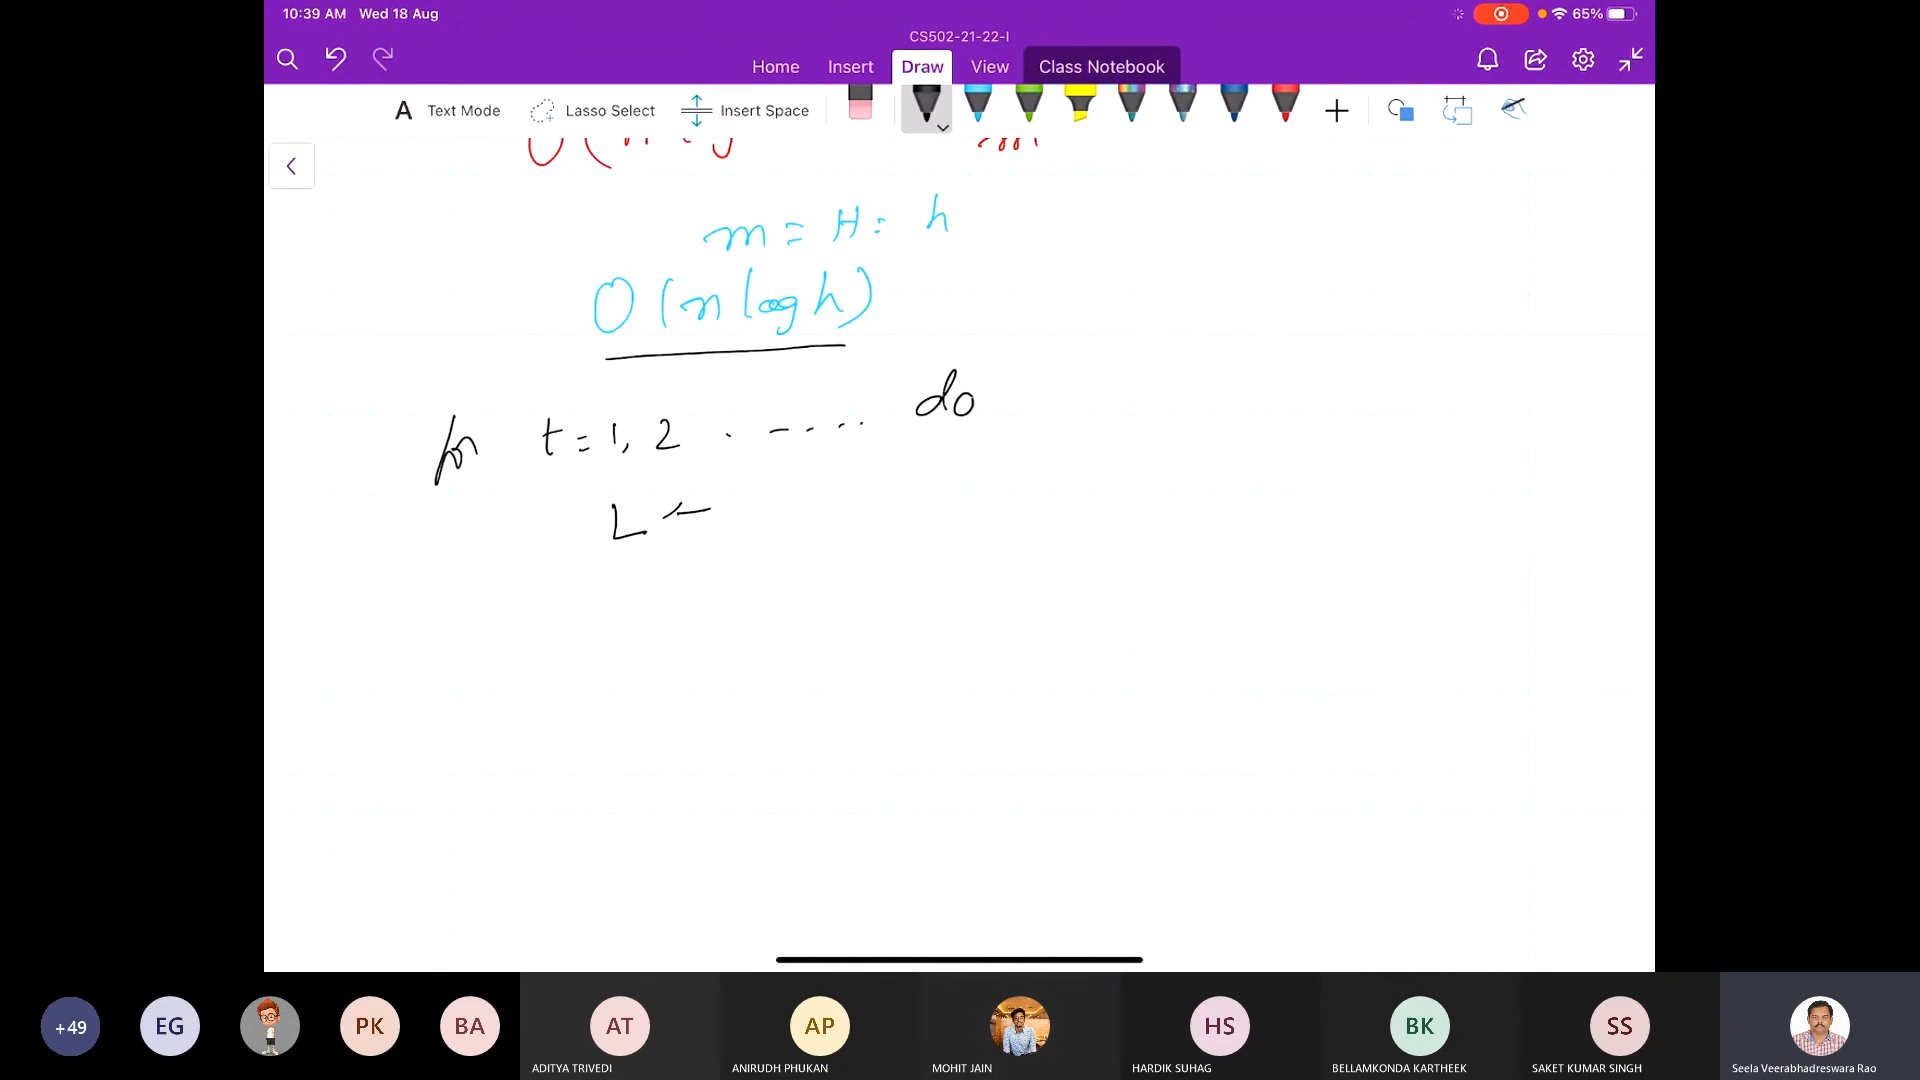 10:39 AM Wed 18 Aug
65%
CS502-21-22-I
Home Insert Draw View Class Notebook
A Text Mode Lasso Select Insert Space
m = H = h
O(n log h)
for t = 1, 2 . - .... do
L ←
+49 EG PK BA AT AP HS BK SS
ADITYA TRIVEDI ANIRUDH PHUKAN MOHIT JAIN HARDIK SUHAG BELLAMKONDA KARTHEEK SAKET KUMAR SINGH Seela Veerabhadreswara Rao